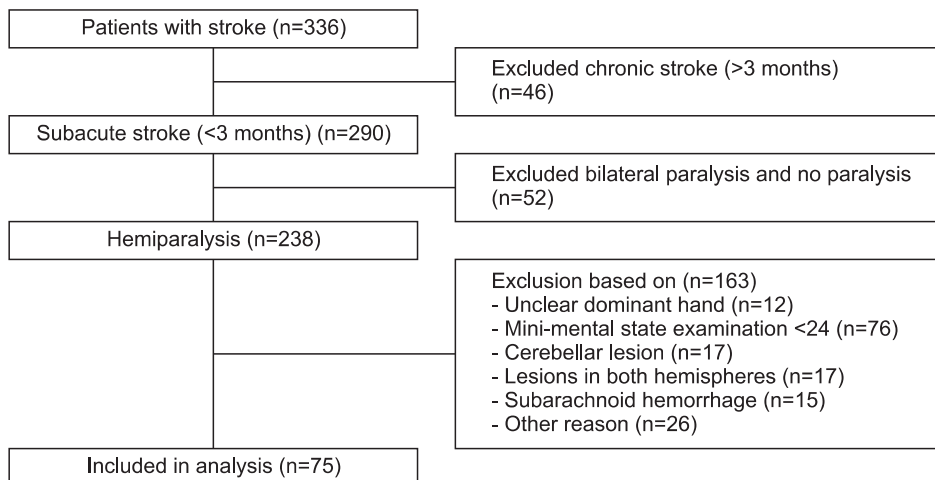 Patients with stroke (n=336)
Excluded chronic stroke (>3 months)
(n=46)
Subacute stroke (<3 months) (n=290)
Excluded bilateral paralysis and no paralysis
(n=52)
Hemiparalysis (n=238)
Exclusion based on (n=163)
- Unclear dominant hand (n=12)
- Mini-mental state examination <24 (n=76)
- Cerebellar lesion (n=17)
- Lesions in both hemispheres (n=17)
- Subarachnoid hemorrhage (n=15)
- Other reason (n=26)
Included in analysis (n=75)